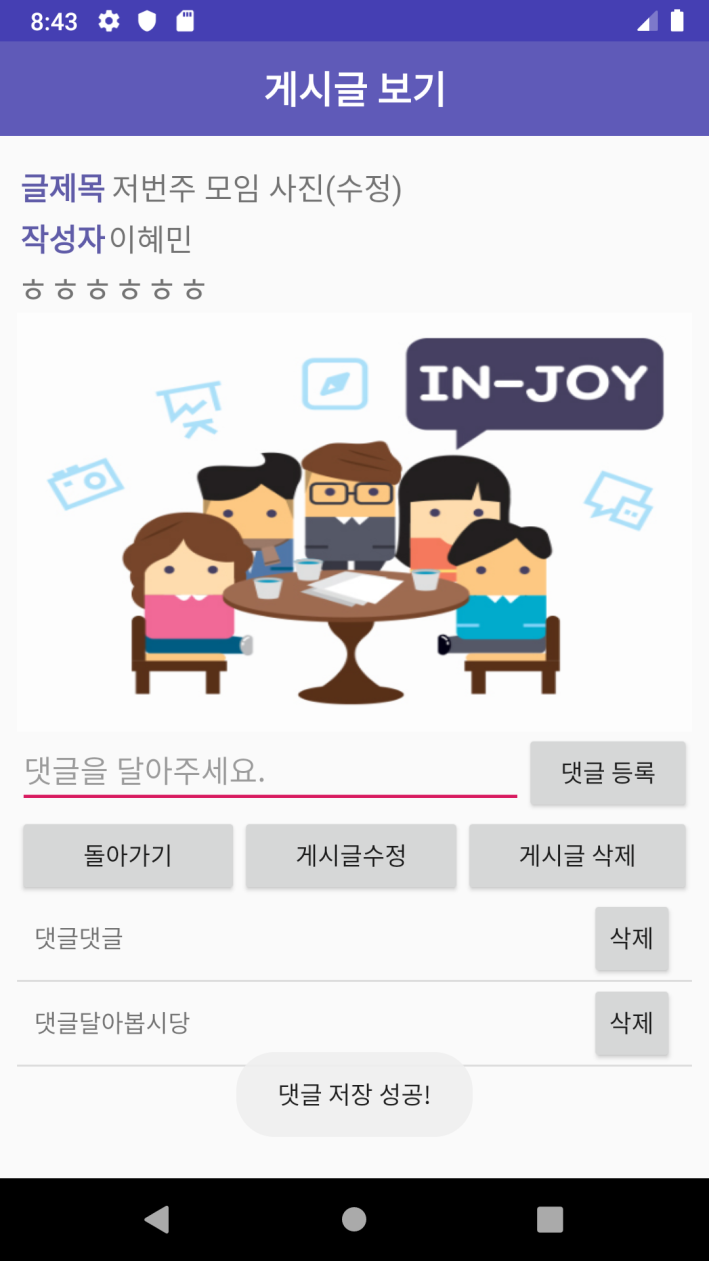 8:43
게시글 보기
글제목 저번주 모임 사진(수정)
작성자 이혜민
ㅎㅎㅎㅎㅎㅎ
IN-JOY
댓글을 달아주세요.
댓글 등록
돌아가기 게시글수정 게시글 삭제
댓글댓글 삭제
댓글달아봅시당 삭제
댓글 저장 성공!